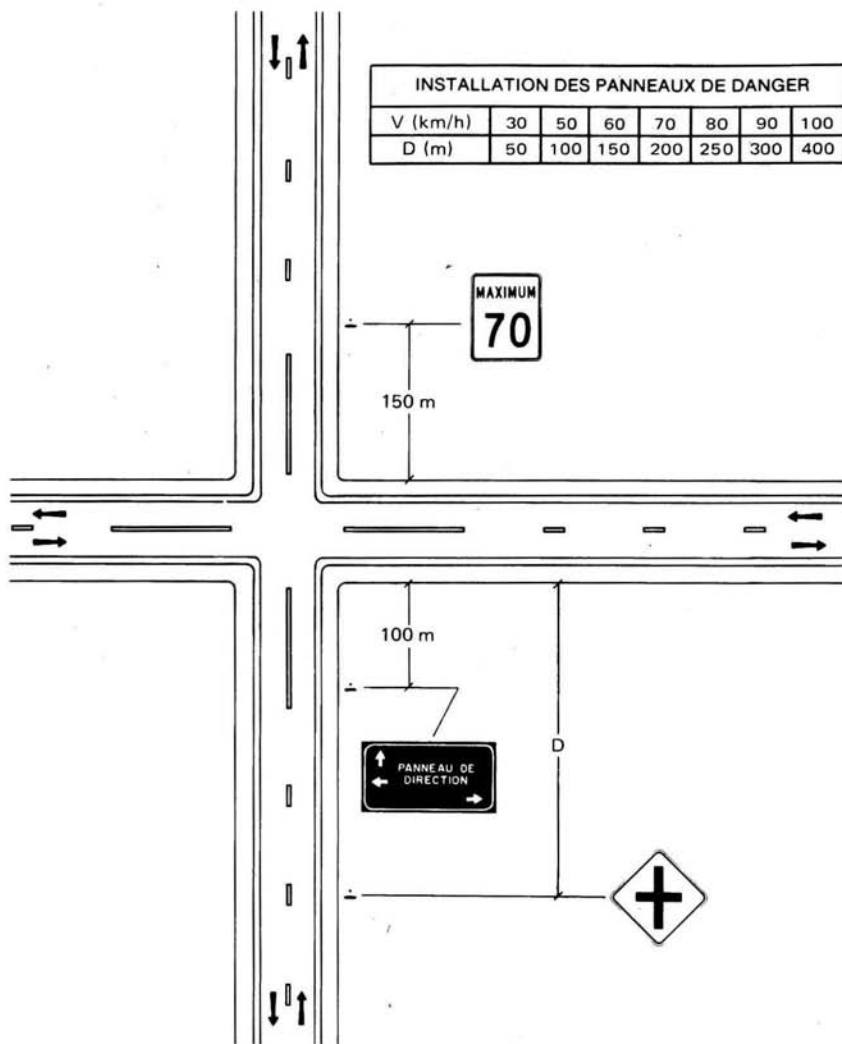 INSTALLATION DES PANNEAUX DE DANGER
V (km/h) 30 50 60 70 80 90 100
D (m) 50 100 150 200 250 300 400
MAXIMUM
70
150 m
100 m
PANNEAU DE
DIRECTION
D